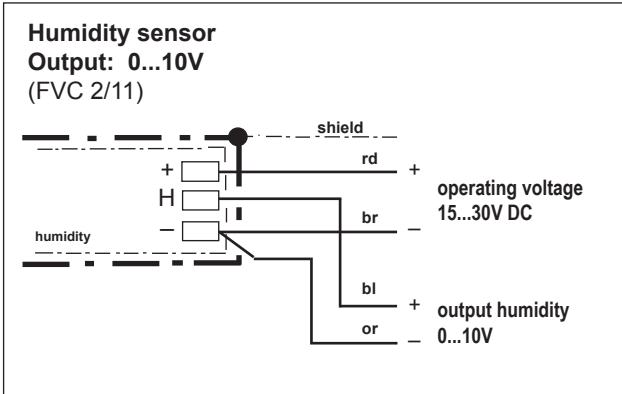 Humidity sensor
Output: 0...10V
(FVC 2/11)
shield
rd
+ +
operating voltage
H
15...30V DC
br
– –
humidity
bl
+
output humidity
or
– 0...10V